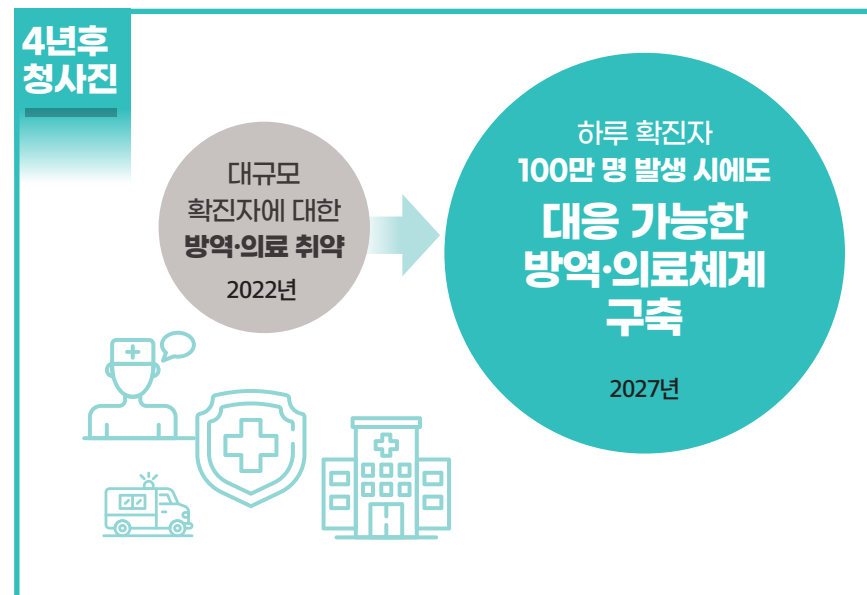 4년후
청사진
대규모
확진자에 대한
방역·의료 취약
2022년
하루 확진자
100만 명 발생 시에도
대응 가능한
방역·의료체계
구축
2027년